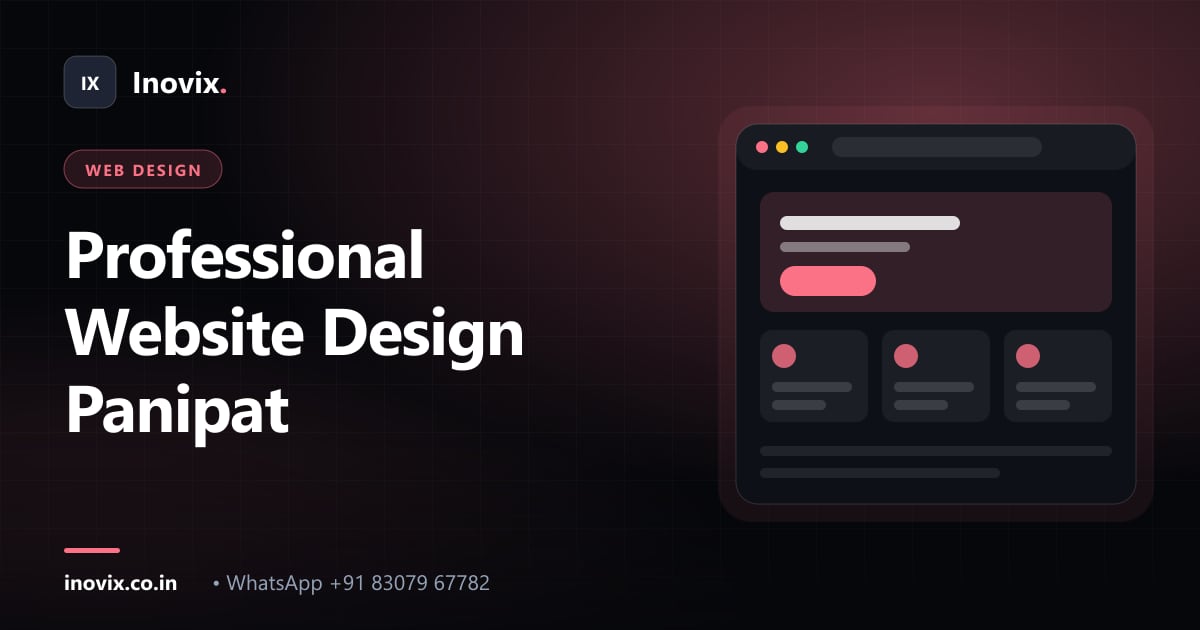 IX
Inovix.
WEB DESIGN
Professional
Website Design
Panipat
inovix.co.in • WhatsApp +91 83079 67782